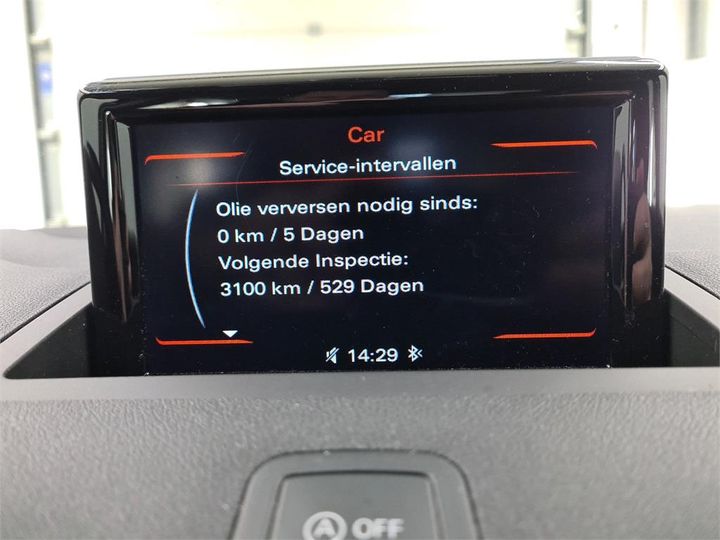 Car
Service-intervallen
Olie verversen nodig sinds:
0 km / 5 Dagen
Volgende Inspectie:
3100 km / 529 Dagen
14:29
A OFF